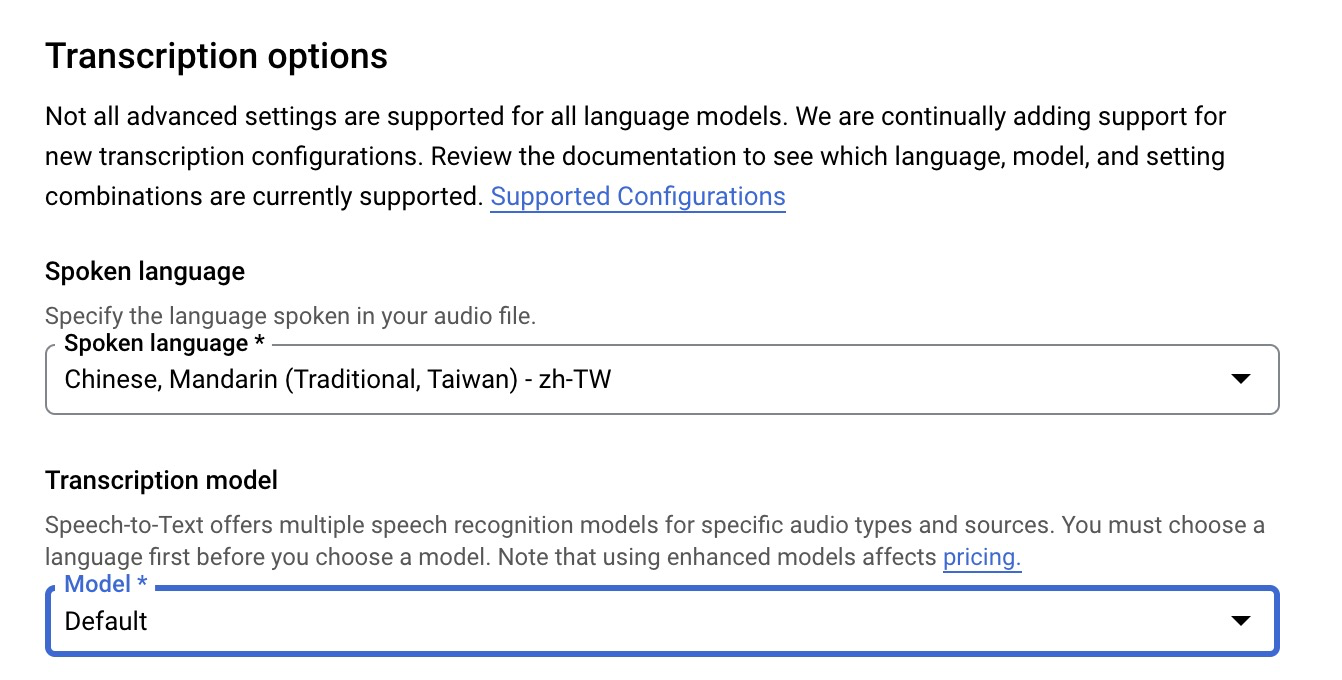 Transcription options
Not all advanced settings are supported for all language models. We are continually adding support for
new transcription configurations. Review the documentation to see which language, model, and setting
combinations are currently supported. Supported Configurations
Spoken language
Specify the language spoken in your audio file.
Spoken language *
Chinese, Mandarin (Traditional, Taiwan) - zh-TW
Transcription model
Speech-to-Text offers multiple speech recognition models for specific audio types and sources. You must choose a
language first before you choose a model. Note that using enhanced models affects pricing.
Model *
Default